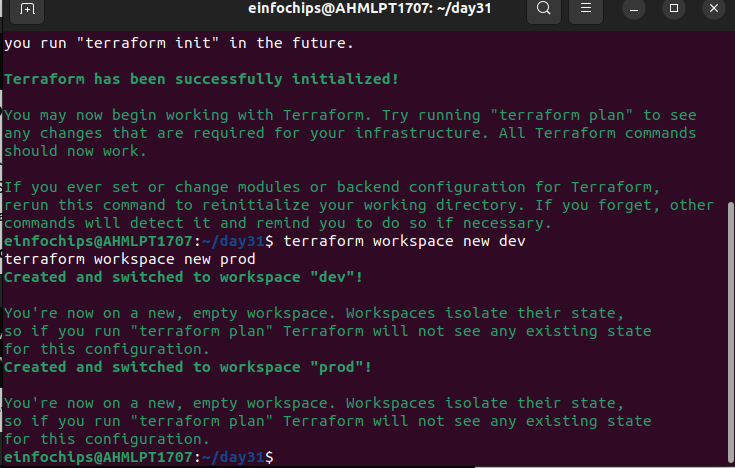 einfochips@AHMLPT1707: ~/day31
you run "terraform init" in the future.
Terraform has been successfully initialized!
You may now begin working with Terraform. Try running "terraform plan" to see
any changes that are required for your infrastructure. All Terraform commands
should now work.
If you ever set or change modules or backend configuration for Terraform,
rerun this command to reinitialize your working directory. If you forget, other
commands will detect it and remind you to do so if necessary.
einfochips@AHMLPT1707:~/day31$ terraform workspace new dev
terraform workspace new prod
Created and switched to workspace "dev"!
You're now on a new, empty workspace. Workspaces isolate their state,
so if you run "terraform plan" Terraform will not see any existing state
for this configuration.
Created and switched to workspace "prod"!
You're now on a new, empty workspace. Workspaces isolate their state,
so if you run "terraform plan" Terraform will not see any existing state
for this configuration.
einfochips@AHMLPT1707:~/day31$